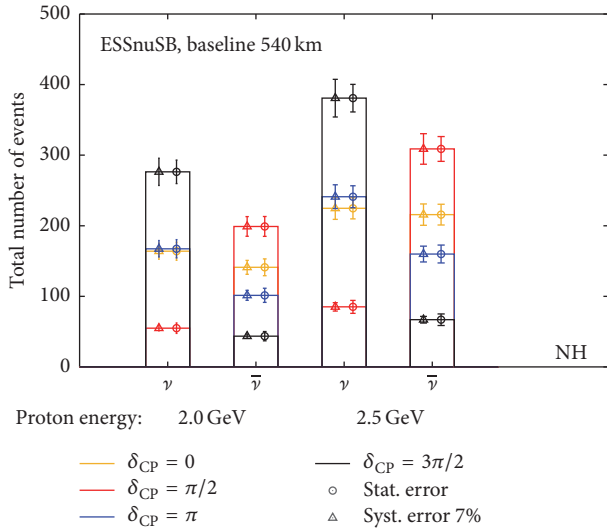 500
ESSnuSB, baseline 540 km
400
300
200
100
0
Total number of events
NH
ν ν̅ ν ν̅
Proton energy: 2.0 GeV 2.5 GeV
δCP = 0
δCP = π/2
δCP = π
δCP = 3π/2
Stat. error
Syst. error 7%